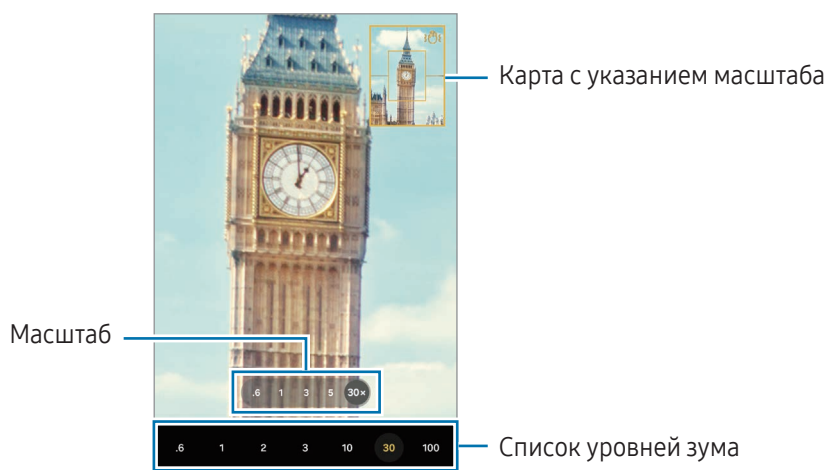 Карта с указанием масштаба
Масштаб
.6 1 3 5 30×
.6 1 2 3 10 30 100
Список уровней зума